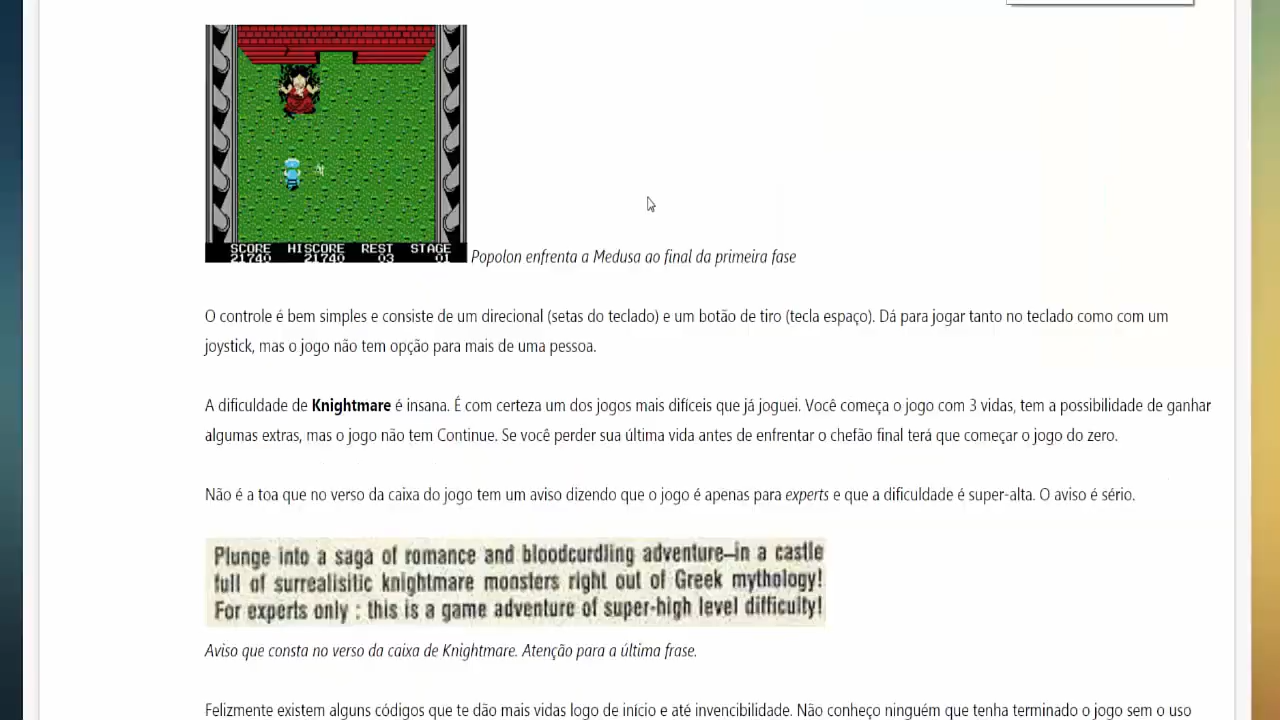 SCORE HISCORE REST STAGE
21740 21740 03 01
Popolon enfrenta a Medusa ao final da primeira fase
O controle é bem simples e consiste de um direcional (setas do teclado) e um botão de tiro (tecla espaço). Dá para jogar tanto no teclado como com um
joystick, mas o jogo não tem opção para mais de uma pessoa.
A dificuldade de Knightmare é insana. É com certeza um dos jogos mais difíceis que já joguei. Você começa o jogo com 3 vidas, tem a possibilidade de ganhar
algumas extras, mas o jogo não tem Continue. Se você perder sua última vida antes de enfrentar o chefão final terá que começar o jogo do zero.
Não é a toa que no verso da caixa do jogo tem um aviso dizendo que o jogo é apenas para experts e que a dificuldade é super-alta. O aviso é sério.
Plunge into a saga of romance and bloodcurdling adventure—in a castle
full of surrealisitic knightmare monsters right out of Greek mythology!
For experts only : this is a game adventure of super-high level difficulty!
Aviso que consta no verso da caixa de Knightmare. Atenção para a última frase.
Felizmente existem alguns códigos que te dão mais vidas logo de início e até invencibilidade. Não conheço ninguém que tenha terminado o jogo sem o uso